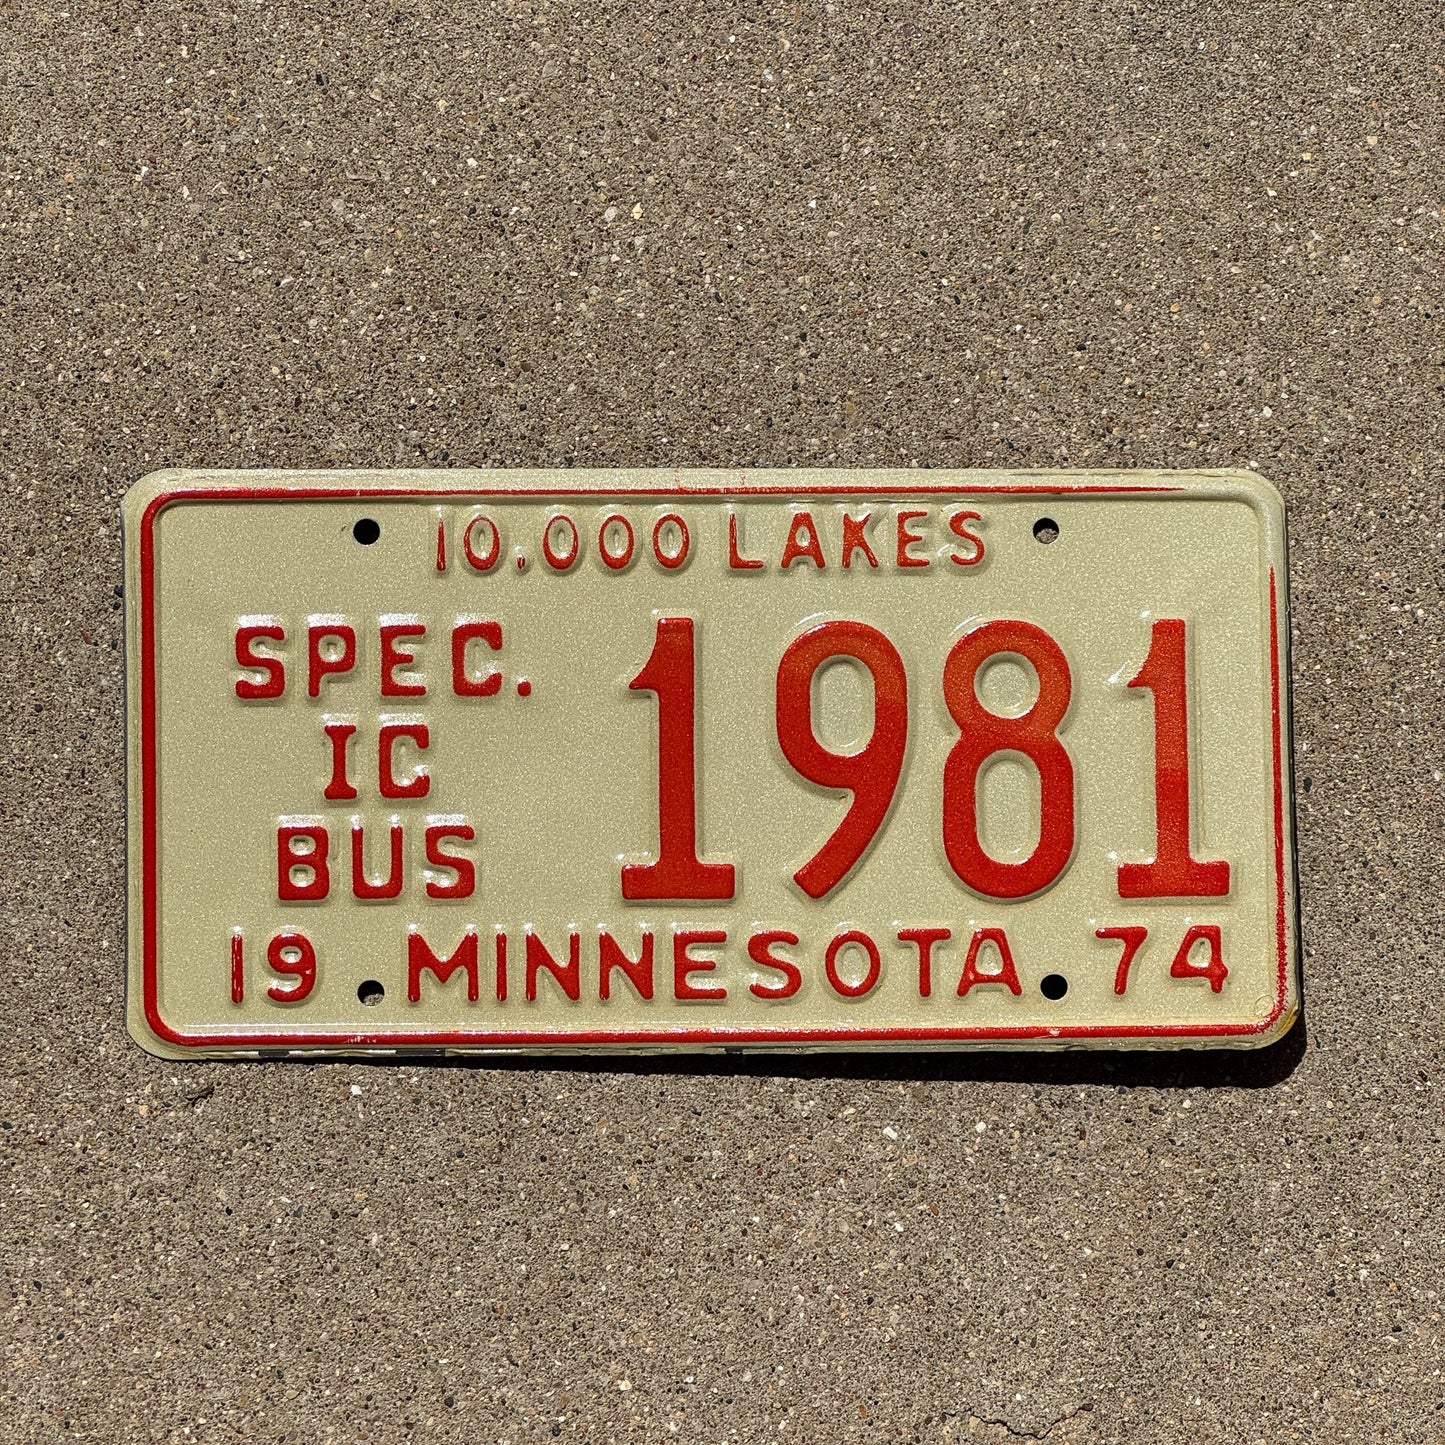 10,000 LAKES
SPEC.
IC
BUS
1981
19 MINNESOTA 74